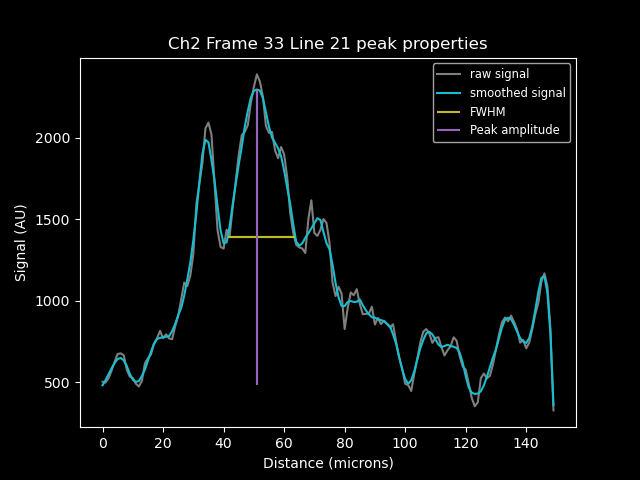 Ch2 Frame 33 Line 21 peak properties
raw signal
smoothed signal
FWHM
Peak amplitude
Signal (AU)
2000
1500
1000
500
0 20 40 60 80 100 120 140
Distance (microns)